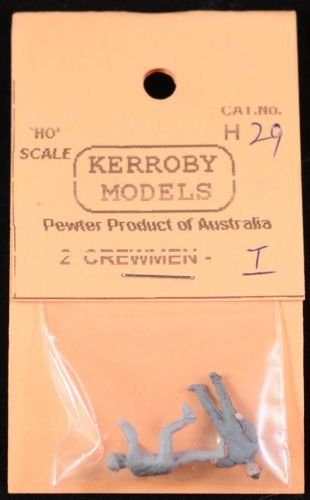 CAT.No.
'HO' H 29
SCALE
KERROBY
MODELS
Pewter Product of Australia
2 CREWMEN - I